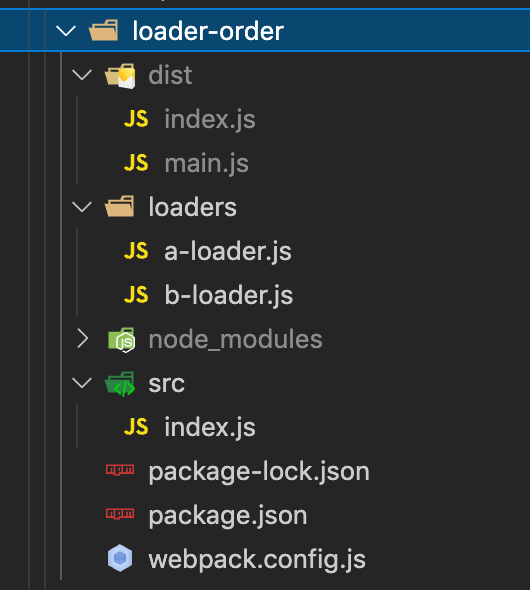 loader-order
dist
JS index.js
JS main.js
loaders
JS a-loader.js
JS b-loader.js
node_modules
src
JS index.js
package-lock.json
package.json
webpack.config.js